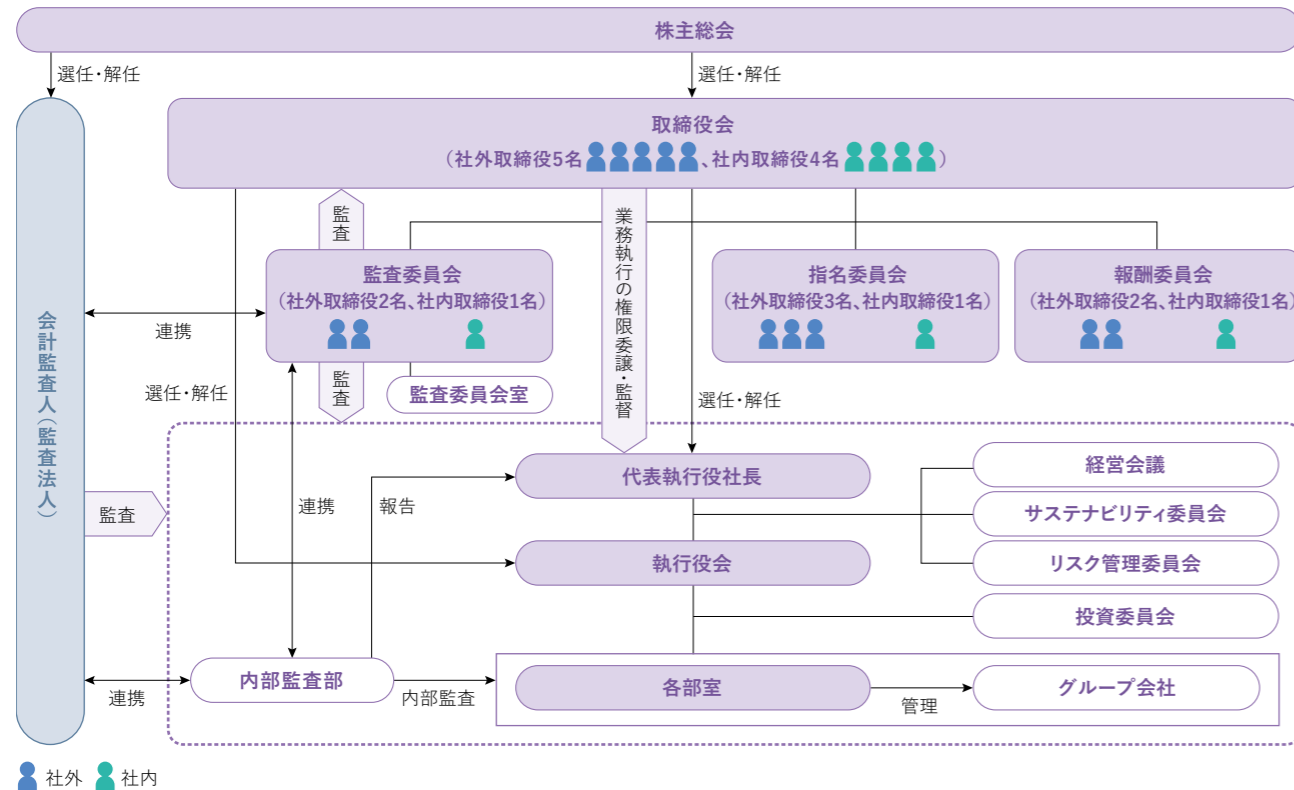 株主総会
選任・解任
選任・解任
取締役会
(社外取締役5名、社内取締役4名)
監査
業務執行の権限委譲・監督
監査委員会
(社外取締役2名、社内取締役1名)
指名委員会
(社外取締役3名、社内取締役1名)
報酬委員会
(社外取締役2名、社内取締役1名)
会計監査人(監査法人)
連携
監査
選任・解任
監査委員会室
選任・解任
代表執行役社長
経営会議
監査
連携
報告
サステナビリティ委員会
執行役会
リスク管理委員会
投資委員会
内部監査部
各部室
グループ会社
連携
内部監査
管理
社外
社内